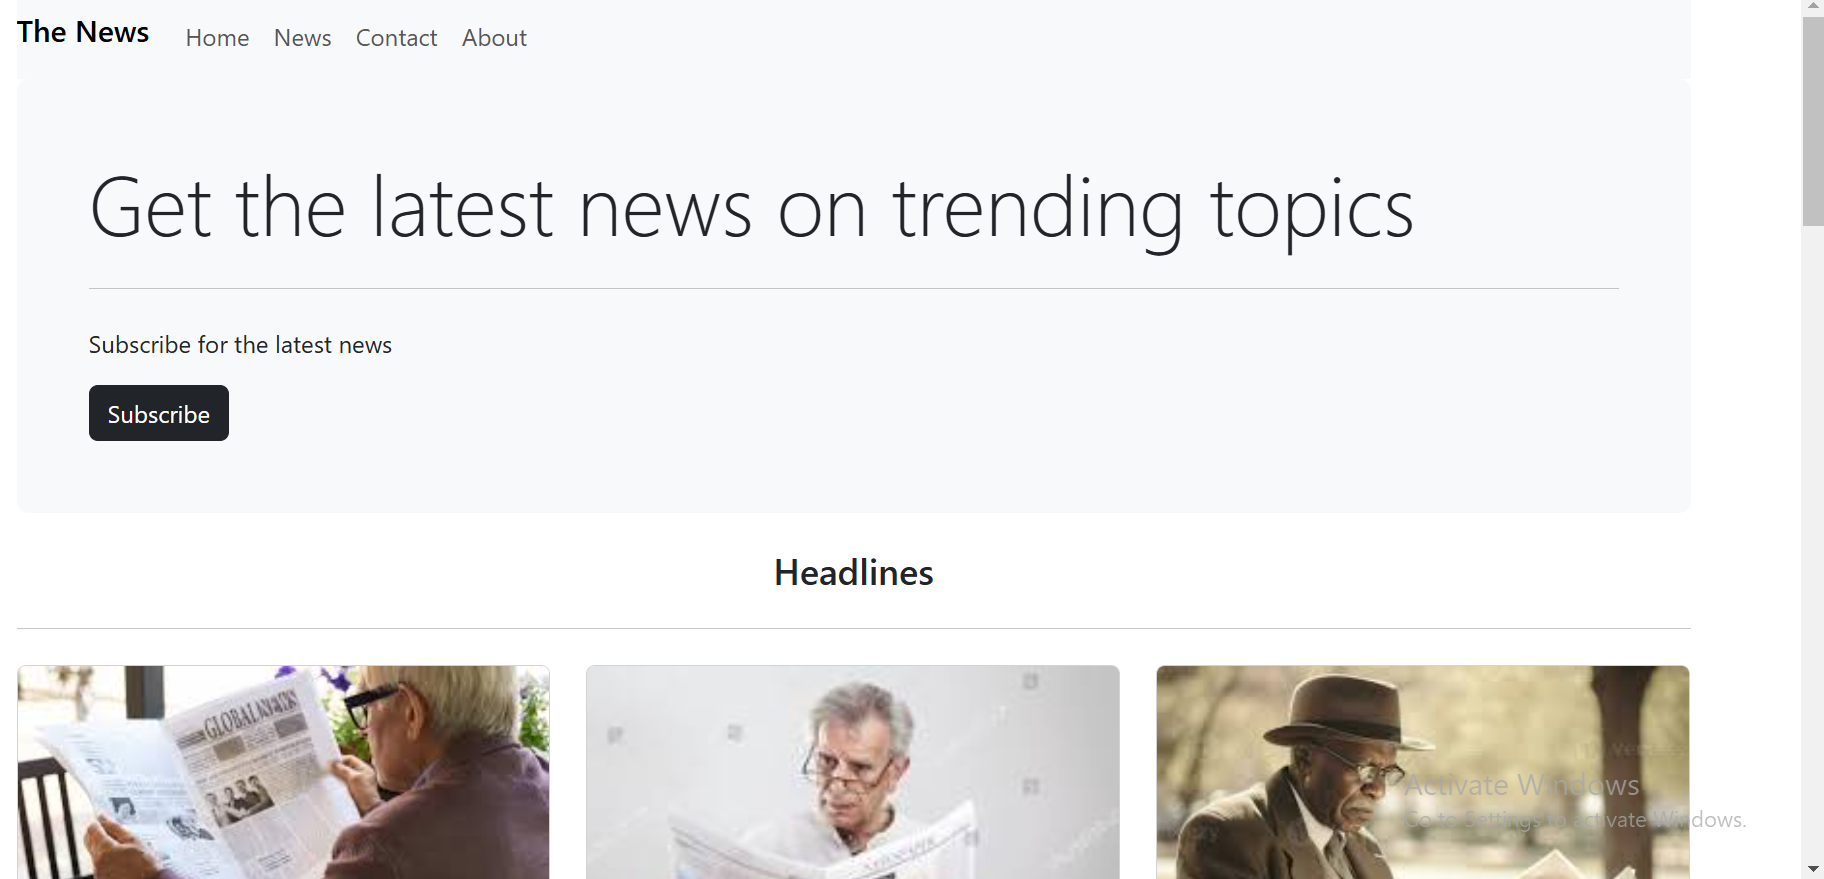 The News
Home News Contact About
Get the latest news on trending topics
Subscribe for the latest news
Subscribe
Headlines
GLOBAL NEWS
Activate Windows
Go to Settings to activate Windows.